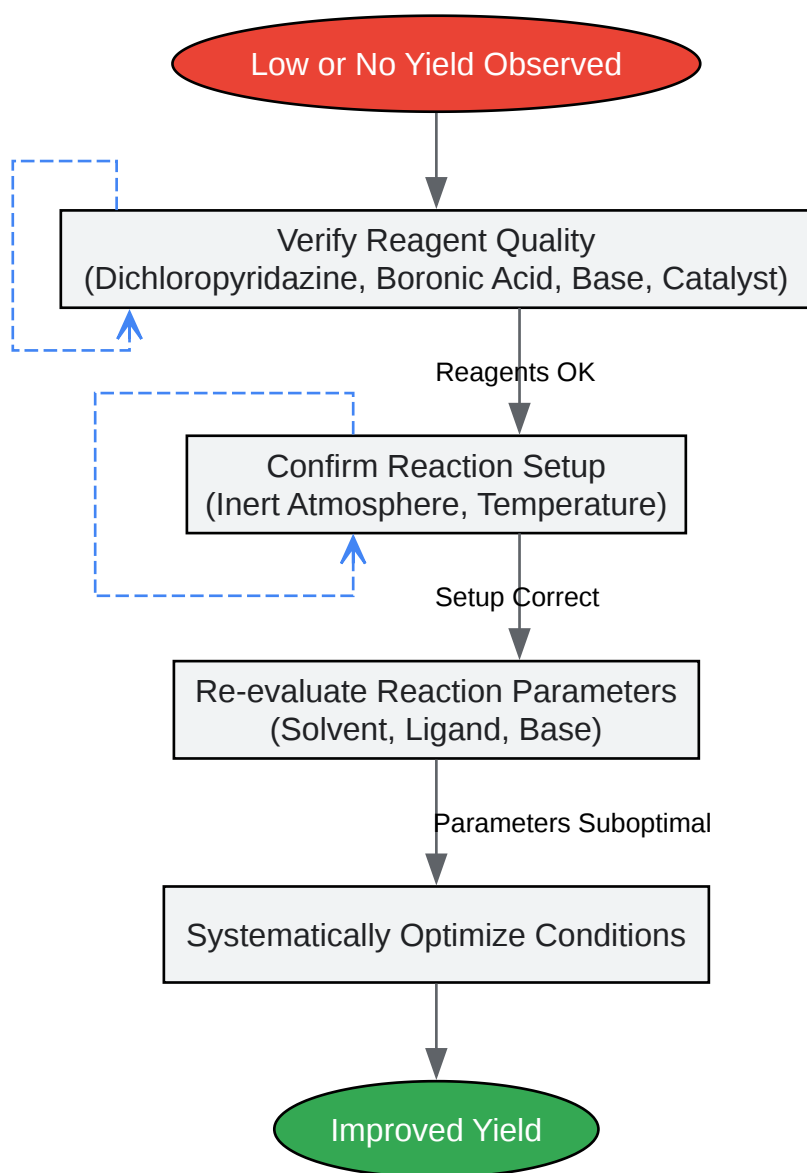 Low or No Yield Observed
Verify Reagent Quality
(Dichloropyridazine, Boronic Acid, Base, Catalyst)
Reagents OK
Confirm Reaction Setup
(Inert Atmosphere, Temperature)
Setup Correct
Re-evaluate Reaction Parameters
(Solvent, Ligand, Base)
Parameters Suboptimal
Systematically Optimize Conditions
Improved Yield